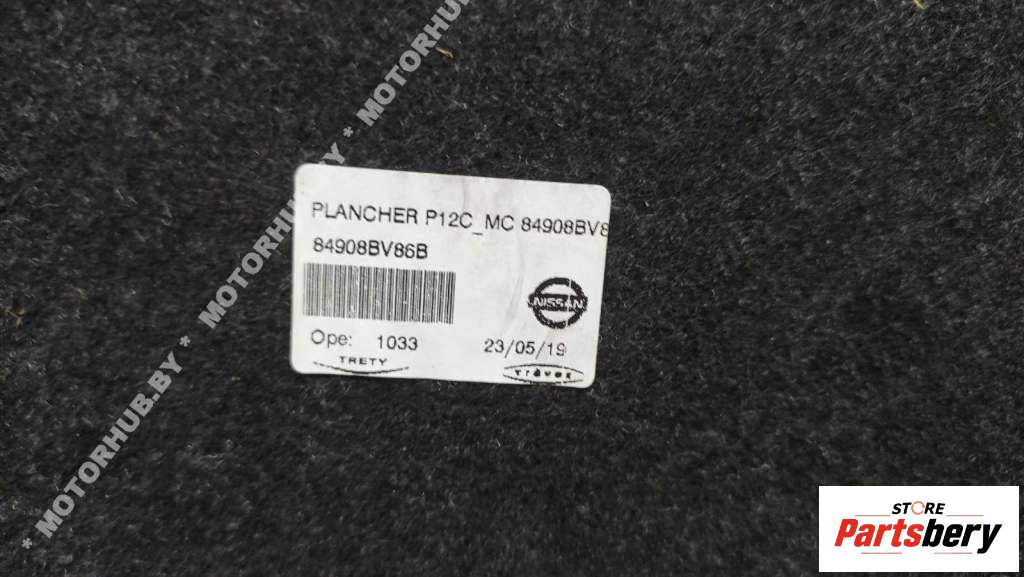 * MOTORHUB.BY * MOTORHUB.BY * MOTORHUB
PLANCHER P12C_MC 84908BV8
84908BV86B
NISSAN
Ope: 1033 23/05/19
TRETY Trèves
STORE
Partsbery